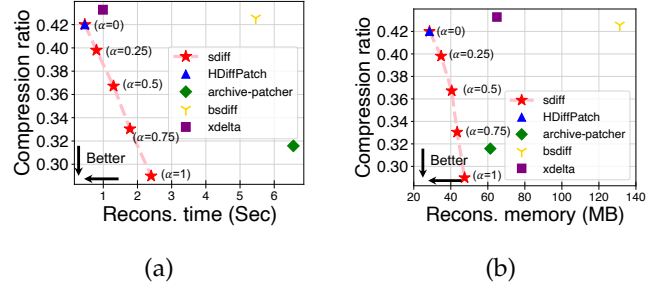 Compression ratio
0.42
0.40
0.38
0.36
0.34
0.32
0.30
(α=0)
(α=0.25)
(α=0.5)
(α=0.75)
(α=1)
sdiff
HDiffPatch
archive-patcher
bsdiff
xdelta
Better
1 2 3 4 5 6
Recons. time (Sec)
(a)
Compression ratio
0.42
0.40
0.38
0.36
0.34
0.32
0.30
(α=0)
(α=0.25)
(α=0.5)
(α=0.75)
(α=1)
sdiff
HDiffPatch
archive-patcher
bsdiff
xdelta
Better
20 40 60 80 100 120 140
Recons. memory (MB)
(b)